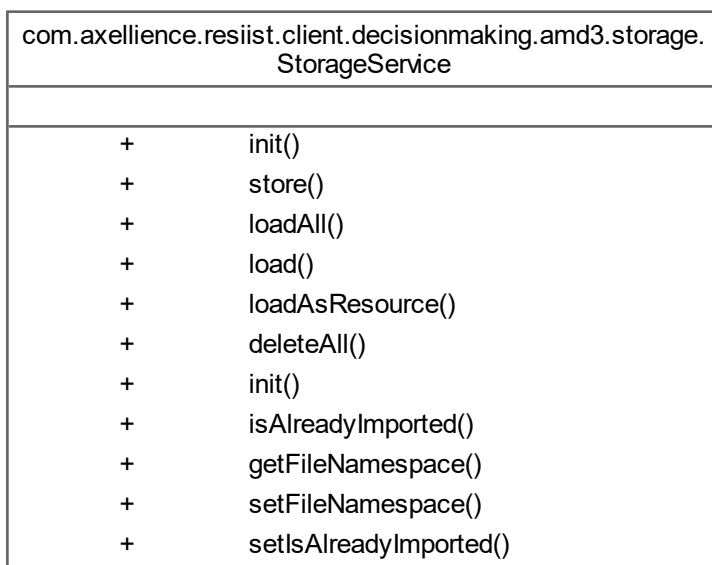 com.axellience.resiist.client.decisionmaking.amd3.storage.
StorageService
+ init()
+ store()
+ loadAll()
+ load()
+ loadAsResource()
+ deleteAll()
+ init()
+ isAlreadyImported()
+ getFileNamespace()
+ setFileNamespace()
+ setIsAlreadyImported()